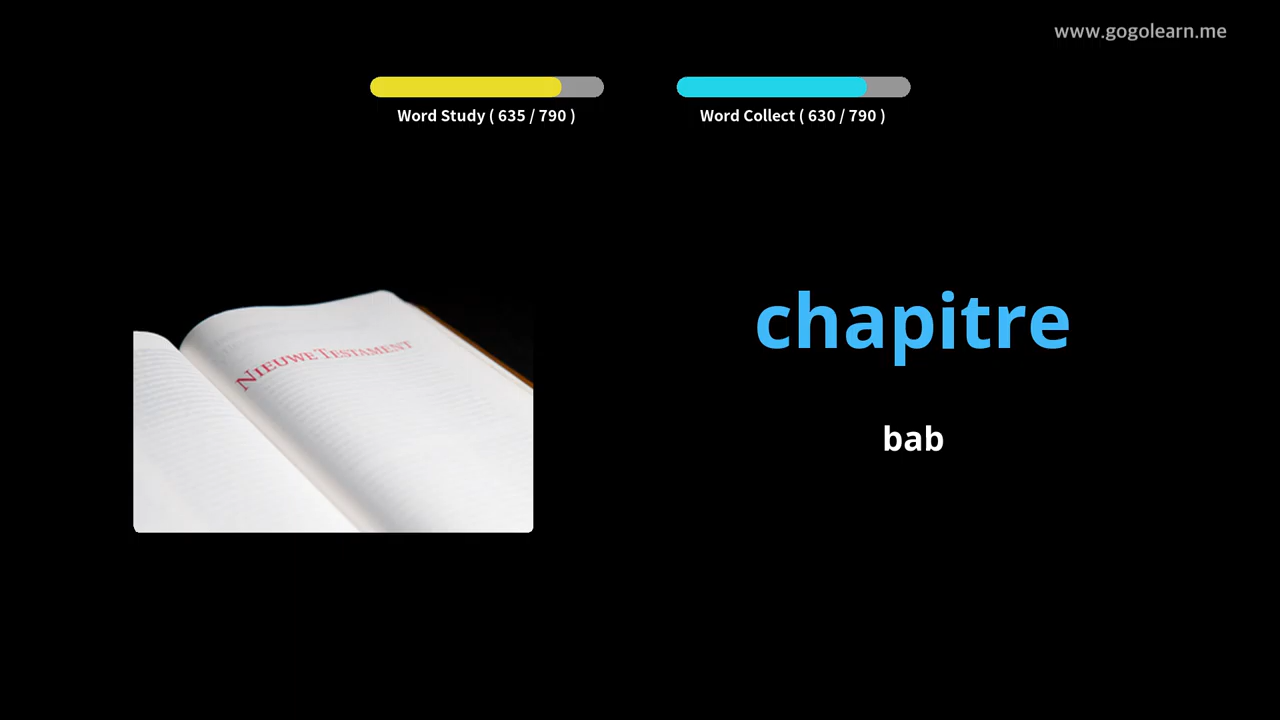 www.gogolearn.me
Word Study ( 635 / 790 )
Word Collect ( 630 / 790 )
NIEUWE TESTAMENT
chapitre
bab